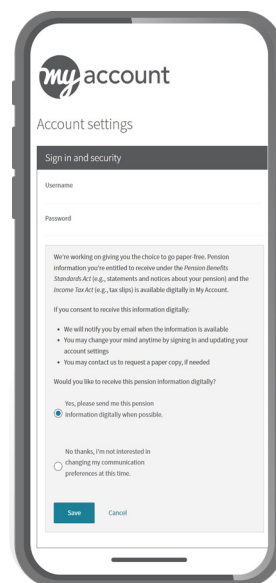 my account
Account settings
Sign in and security
Username
Password
We're working on giving you the choice to go paper-free. Pension
information you're entitled to receive under the Pension Benefits
Standards Act (e.g., statements and notices about your pension) and the
Income Tax Act (e.g., tax slips) is available digitally in My Account.
If you consent to receive this information digitally:
• We will notify you by email when the information is available
• You may change your mind anytime by signing in and updating your
account settings
• You may contact us to request a paper copy, if needed
Would you like to receive this pension information digitally?
Yes, please send me this pension
information digitally when possible.
No thanks, I'm not interested in
changing my communication
preferences at this time.
Save Cancel